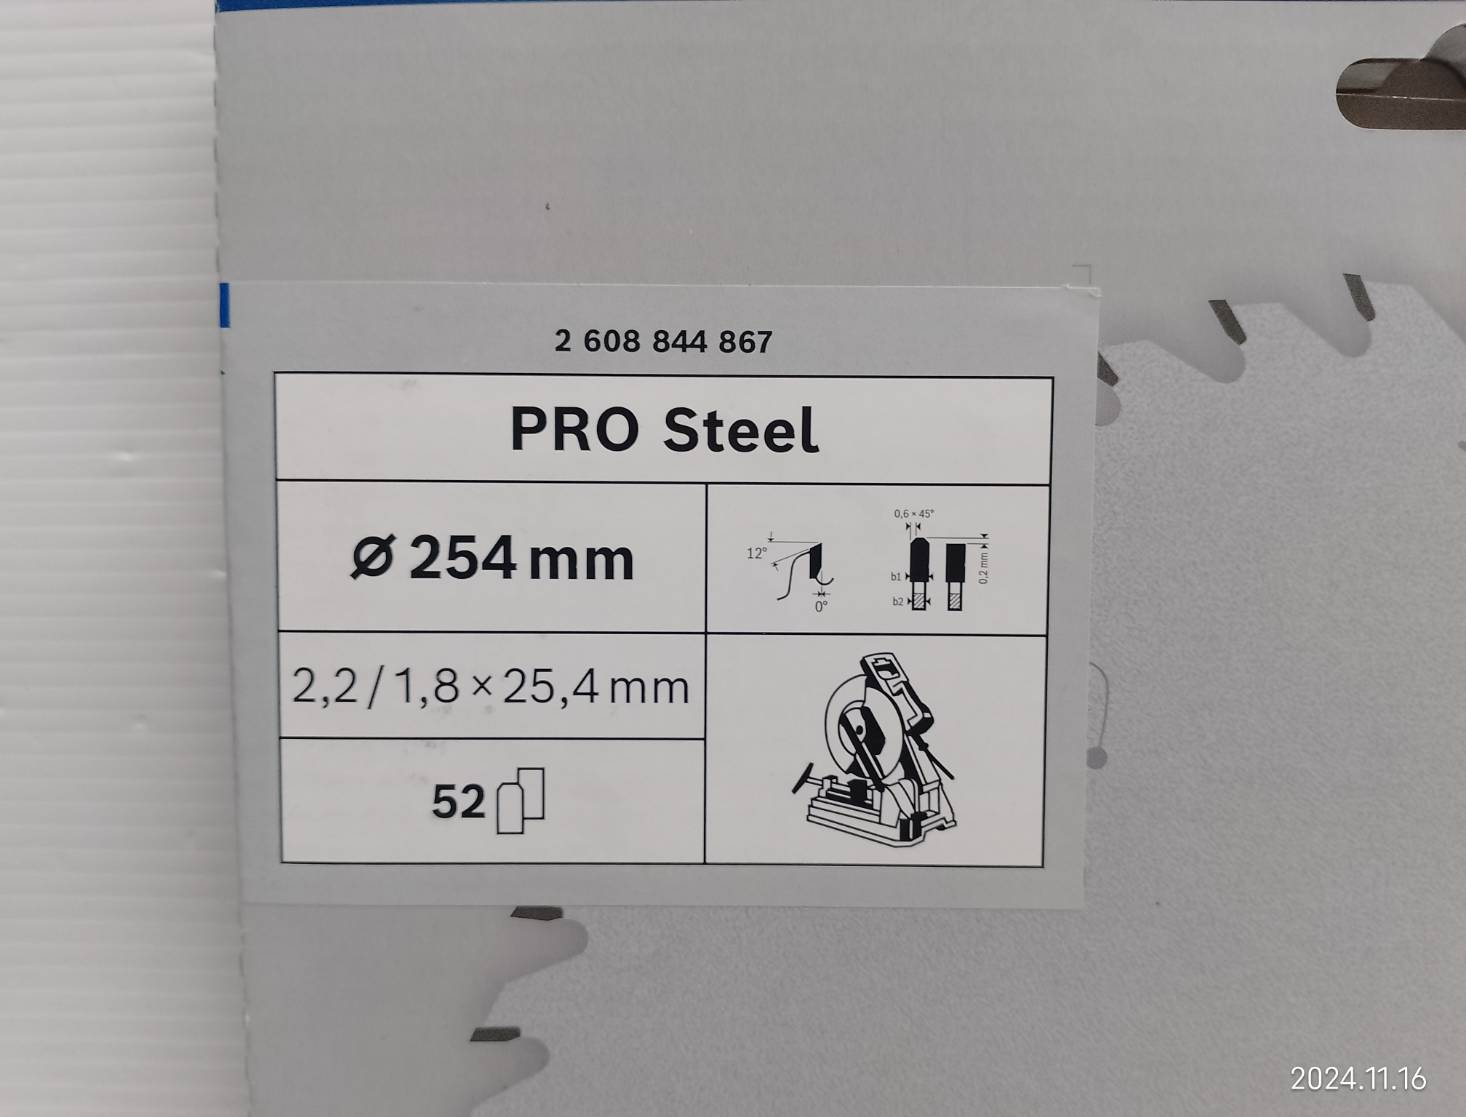 2 608 844 867
PRO Steel
Ø 254 mm
12°
0°
0,6 × 45°
b1
b2
0,2 mm
2,2 / 1,8 × 25,4 mm
52
2024.11.16